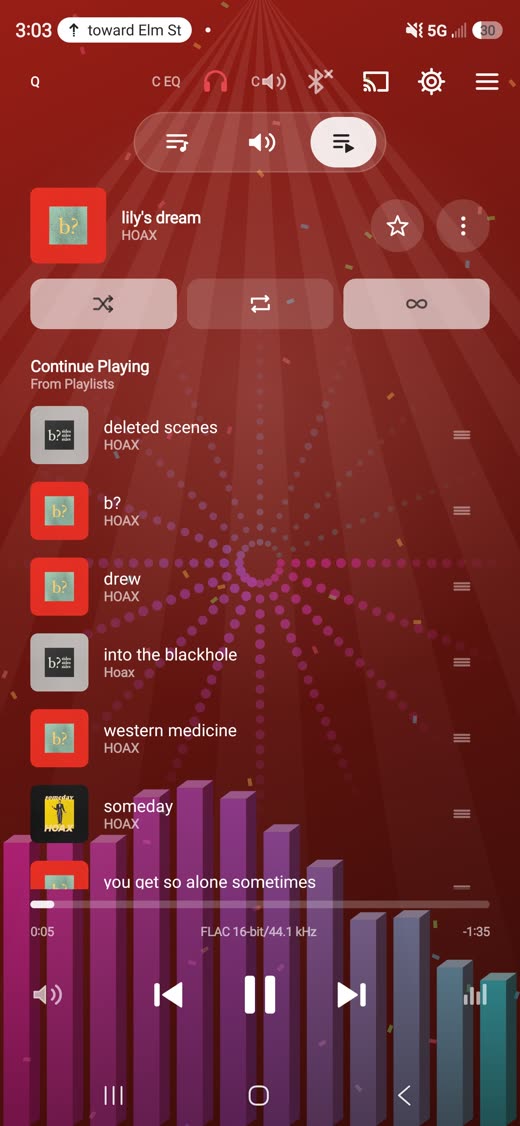 3:03 toward Elm St 5G 30
Q C EQ C
lily's dream
HOAX
Continue Playing
From Playlists
deleted scenes
HOAX
b?
HOAX
drew
HOAX
into the blackhole
Hoax
western medicine
HOAX
someday
HOAX
you get so alone sometimes
0:05 FLAC 16-bit/44.1 kHz -1:35